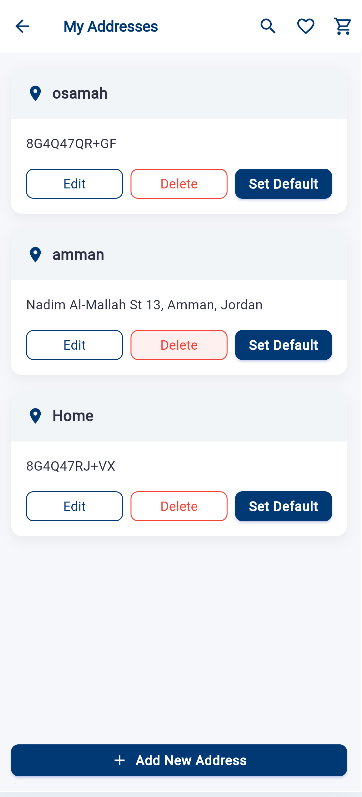 My Addresses
osamah
8G4Q47QR+GF
Edit Delete Set Default
amman
Nadim Al-Mallah St 13, Amman, Jordan
Edit Delete Set Default
Home
8G4Q47RJ+VX
Edit Delete Set Default
+ Add New Address